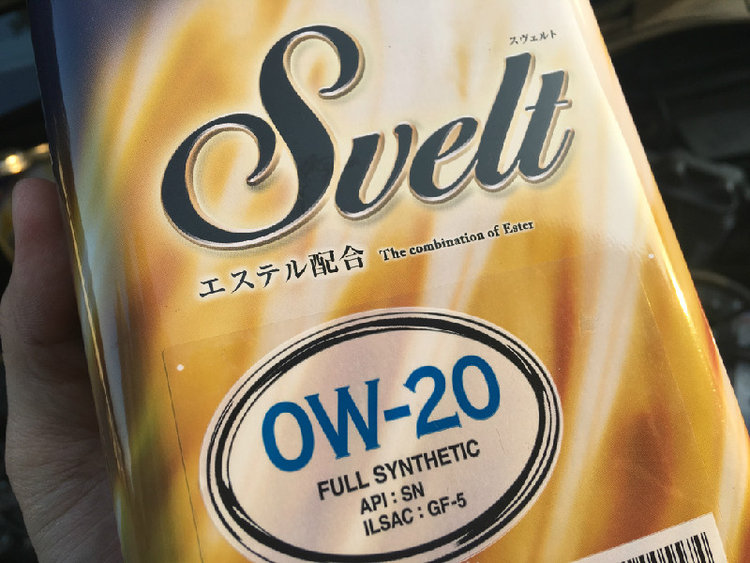 スヴェルト
Svelt
エステル配合 The combination of Ester
0W-20
FULL SYNTHETIC
API : SN
ILSAC : GF-5